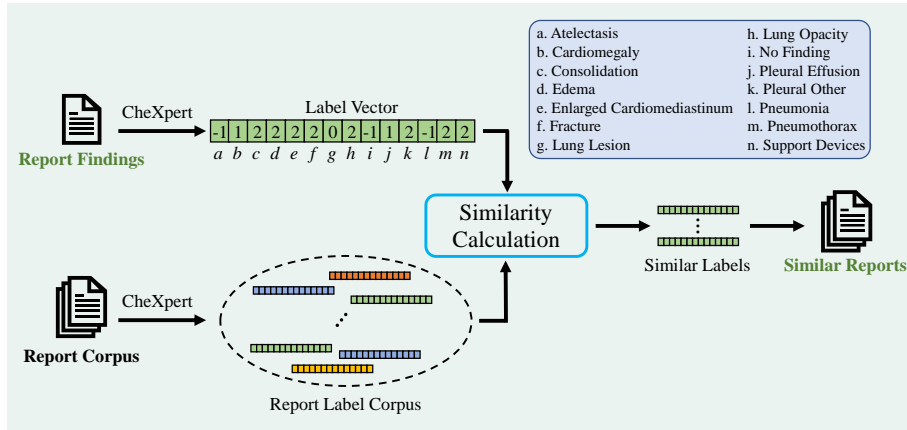 a. Atelectasis
b. Cardiomegaly
c. Consolidation
d. Edema
e. Enlarged Cardiomediastinum
f. Fracture
g. Lung Lesion
h. Lung Opacity
i. No Finding
j. Pleural Effusion
k. Pleural Other
l. Pneumonia
m. Pneumothorax
n. Support Devices
Report Findings
CheXpert
Label Vector
-1 1 2 2 2 2 0 2 -1 1 2 -1 2 2
a b c d e f g h i j k l m n
Similarity
Calculation
Similar Labels
Similar Reports
Report Corpus
CheXpert
Report Label Corpus